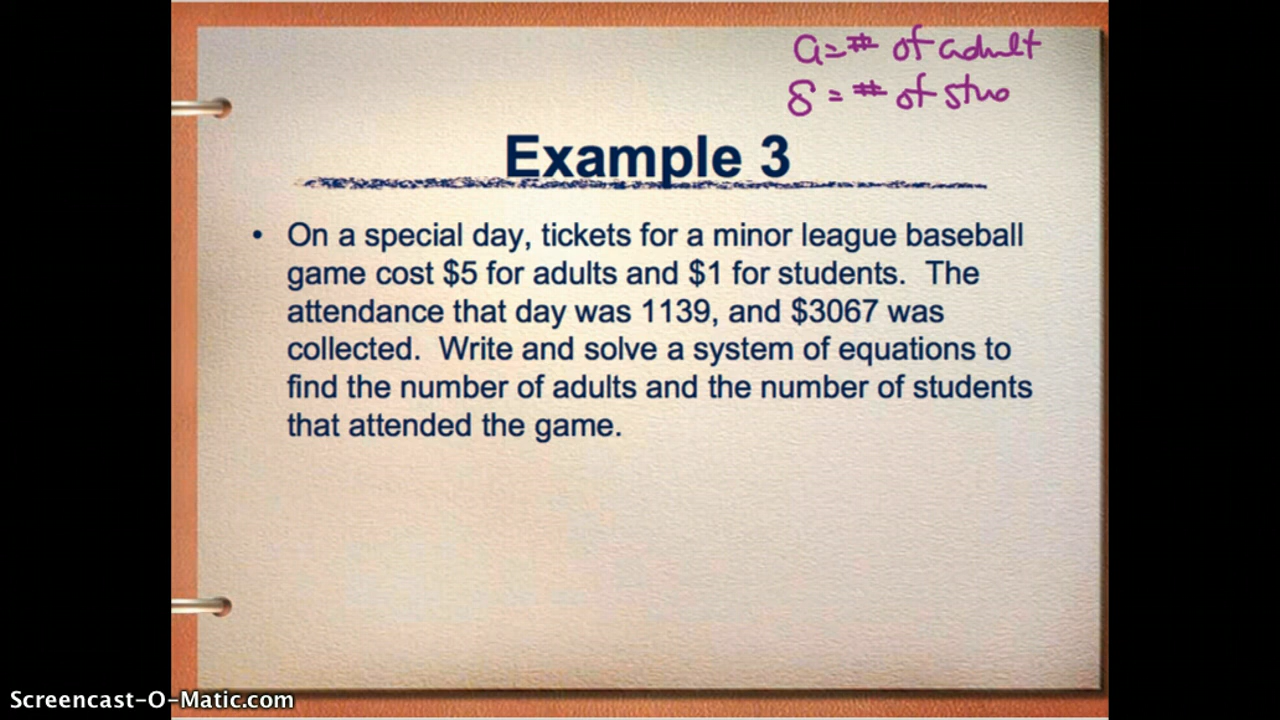 a = # of adult
s = # of stud
Example 3
• On a special day, tickets for a minor league baseball
game cost $5 for adults and $1 for students. The
attendance that day was 1139, and $3067 was
collected. Write and solve a system of equations to
find the number of adults and the number of students
that attended the game.
Screencast-O-Matic.com